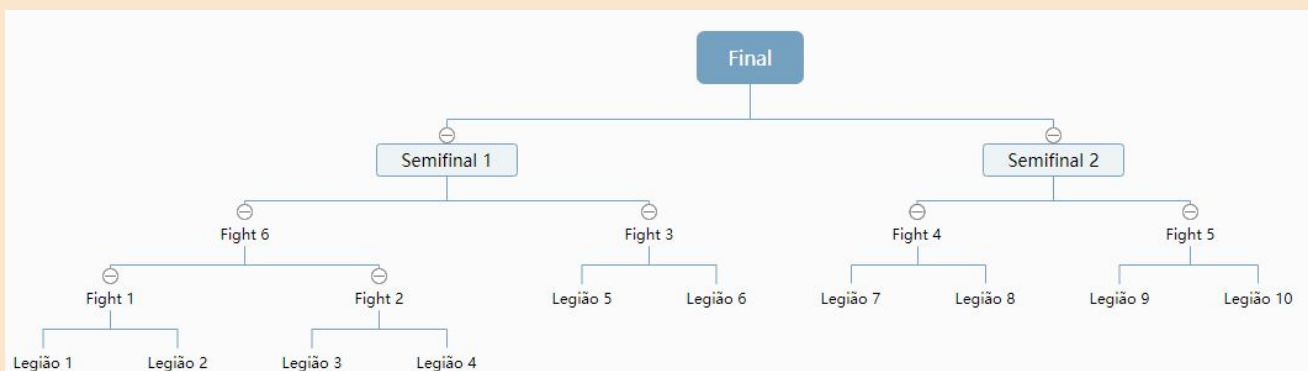 Final
Semifinal 1
Semifinal 2
Fight 6
Fight 3
Fight 4
Fight 5
Fight 1
Fight 2
Legião 5
Legião 6
Legião 7
Legião 8
Legião 9
Legião 10
Legião 1
Legião 2
Legião 3
Legião 4